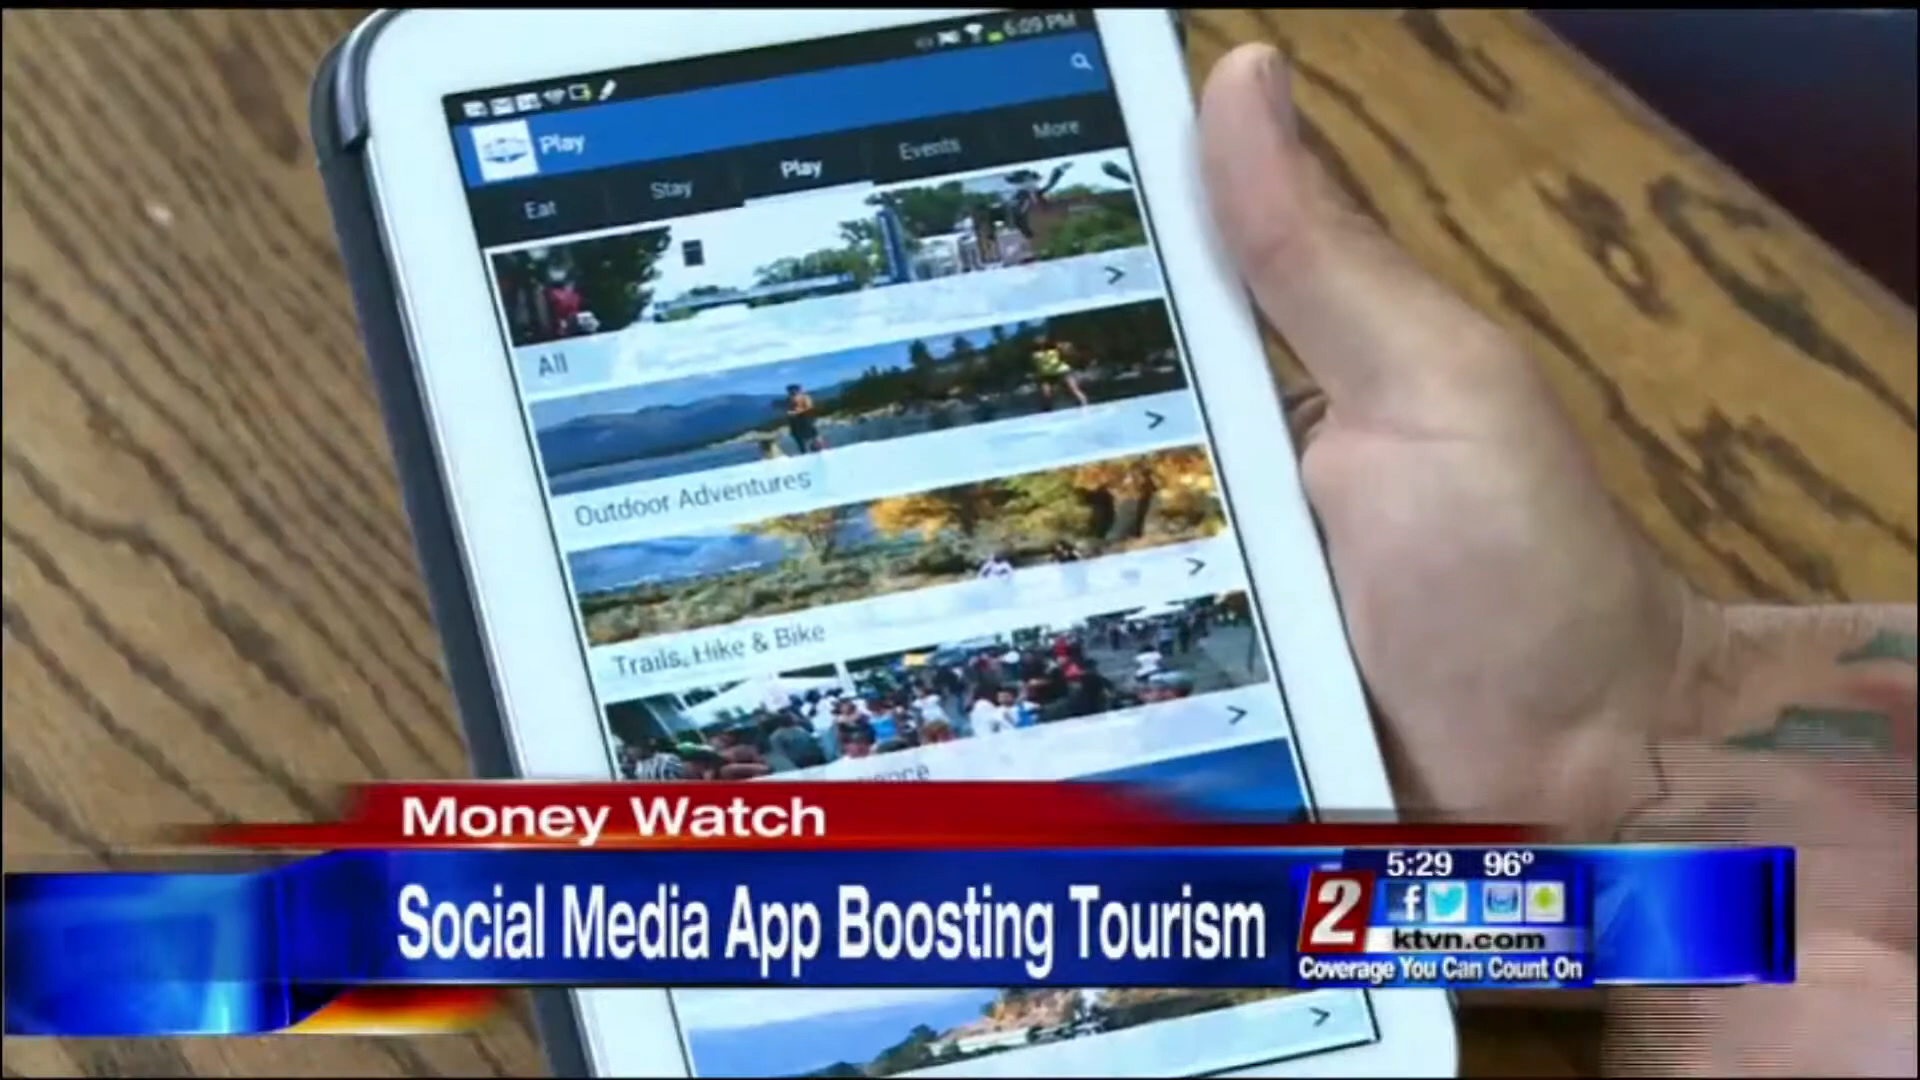 6:09 PM
Play
Eat Stay Play Events More
All
Outdoor Adventures
Trails, Hike & Bike
Money Watch
Social Media App Boosting Tourism
5:29 96°
2
f
ktvn.com
Coverage You Can Count On